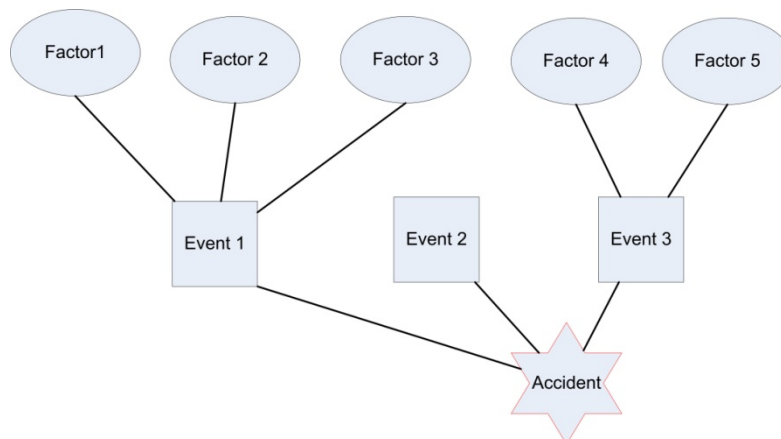 Factor1
Factor 2
Factor 3
Factor 4
Factor 5
Event 1
Event 2
Event 3
Accident